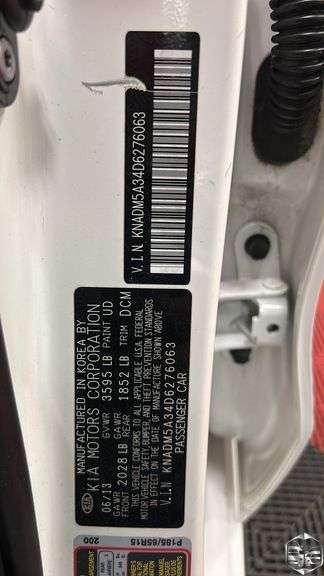 V.I.N KNADM5A34D6276063
KIA
MANUFACTURED IN KOREA BY
KIA MOTORS CORPORATION
06/13 GVWR 3595 LB PAINT UD
GAWR FRONT 2028 LB GAWR REAR 1852 LB TRIM DCM
THIS VEHICLE CONFORMS TO ALL APPLICABLE U.S.A. FEDERAL
MOTOR VEHICLE SAFETY, BUMPER, AND THEFT PREVENTION STANDARDS
IN EFFECT ON THE DATE OF MANUFACTURE SHOWN ABOVE
V.I.N KNADM5A34D6276063
PASSENGER CAR
P185/65R15
200